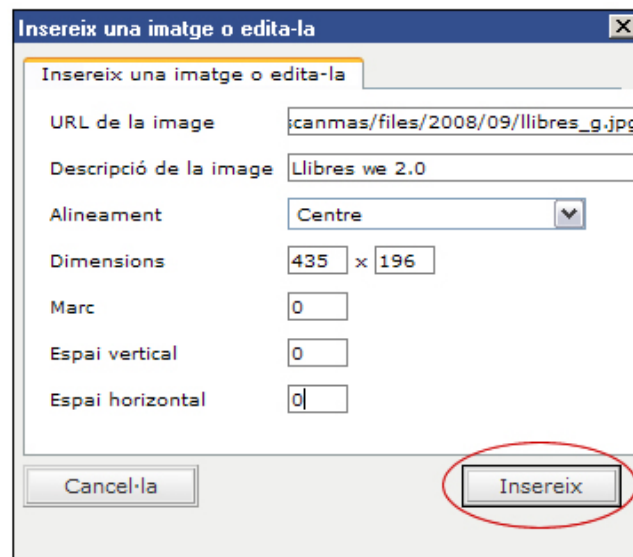 Insereix una imatge o edita-la
Insereix una imatge o edita-la
URL de la image scanmas/files/2008/09/llibres_g.jpg
Descripció de la image Llibres we 2.0
Alineament Centre
Dimensions 435 x 196
Marc 0
Espai vertical 0
Espai horizontal 0
Cancel·la Insereix